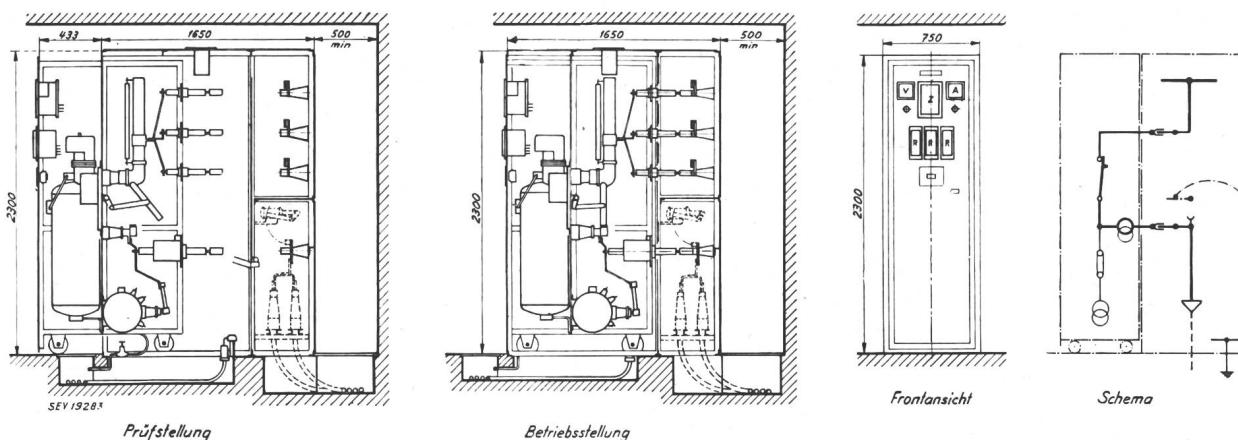 433
1650
500
min
2300
SEV 19283
Prüfstellung
1650
500
min
2300
Betriebsstellung
750
V
Z
A
2300
Frontansicht
Schema